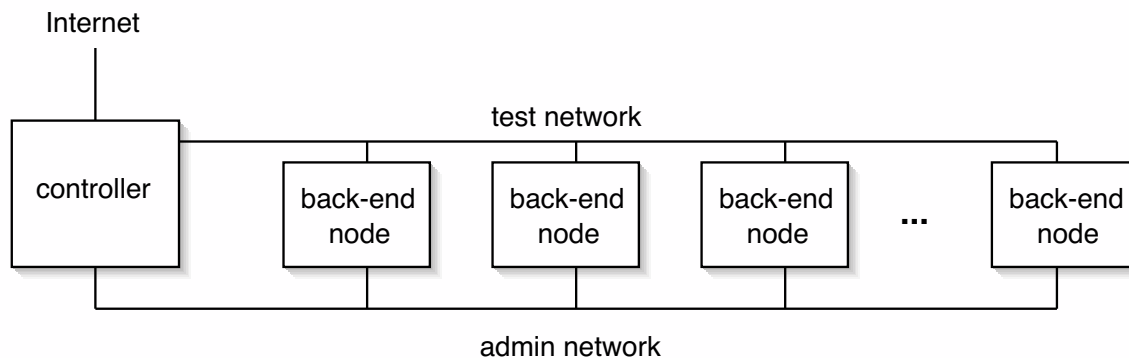 Internet
test network
controller
back-end
node
back-end
node
back-end
node
...
back-end
node
admin network